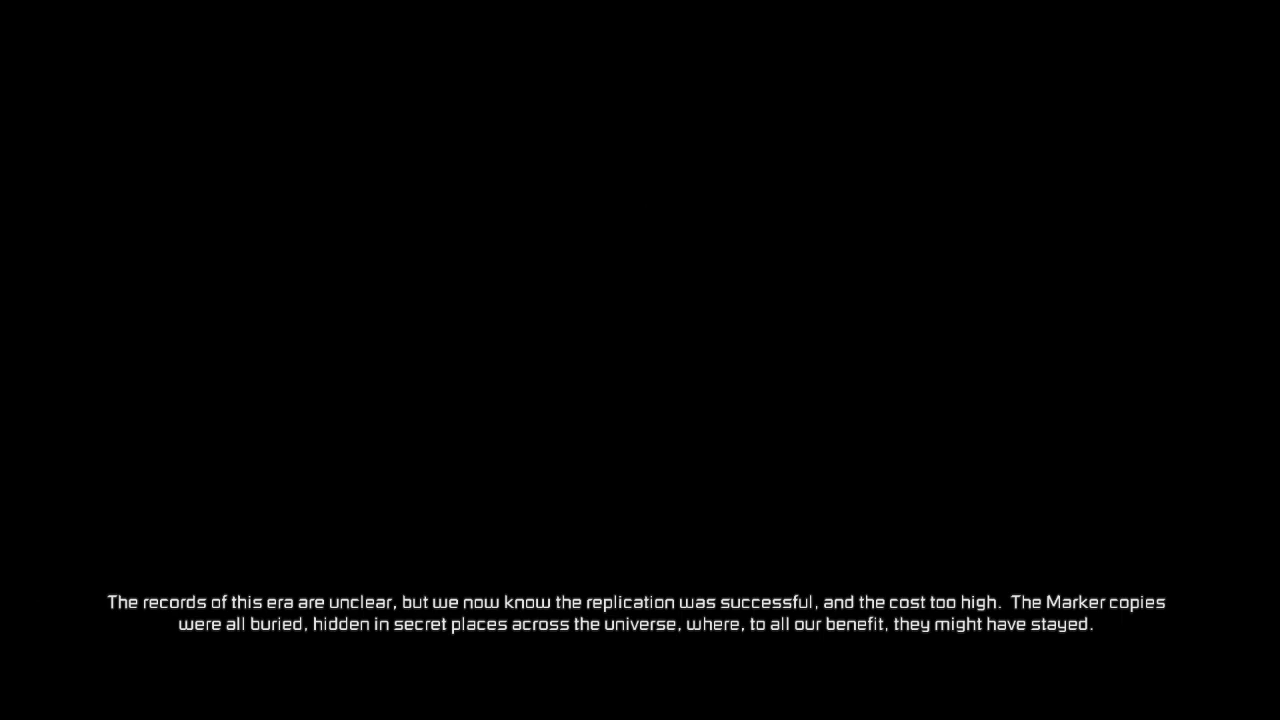 The records of this era are unclear, but we now know the replication was successful, and the cost too high.  The Marker copies
were all buried, hidden in secret places across the universe, where, to all our benefit, they might have stayed.